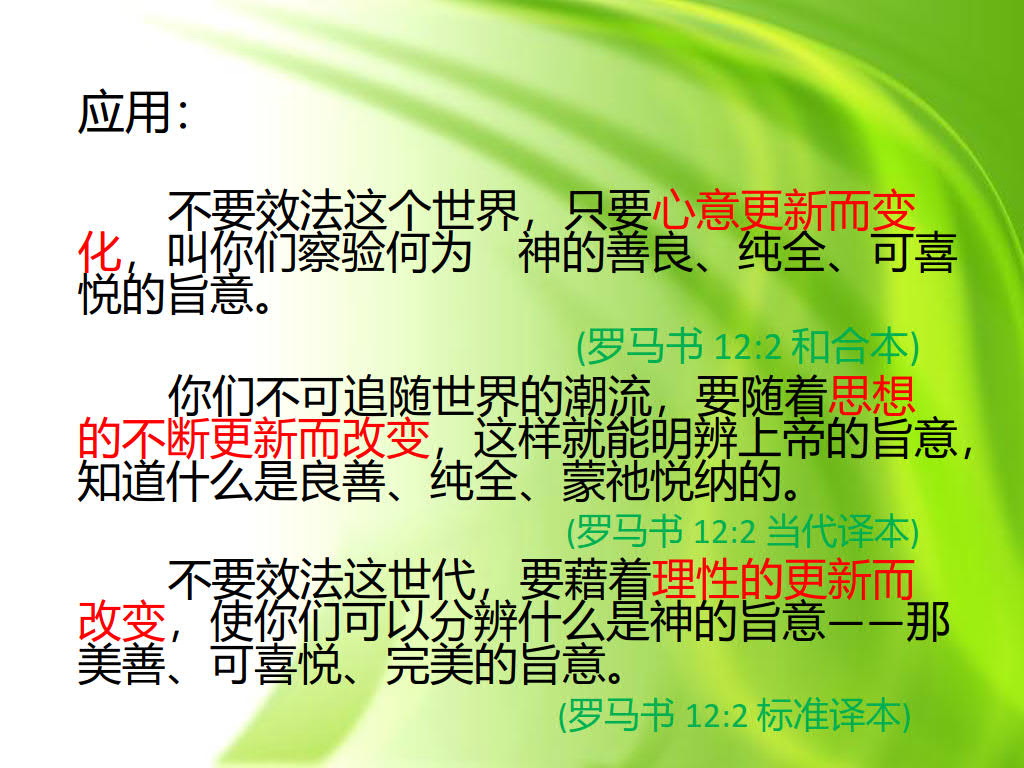 应用：
不要效法这个世界，只要心意更新而变
化，叫你们察验何为　神的善良、纯全、可喜
悦的旨意。
(罗马书 12:2 和合本)
你们不可追随世界的潮流，要随着思想
的不断更新而改变，这样就能明辨上帝的旨意，
知道什么是良善、纯全、蒙祂悦纳的。
(罗马书 12:2 当代译本)
不要效法这世代，要藉着理性的更新而
改变，使你们可以分辨什么是神的旨意——那
美善、可喜悦、完美的旨意。
(罗马书 12:2 标准译本)